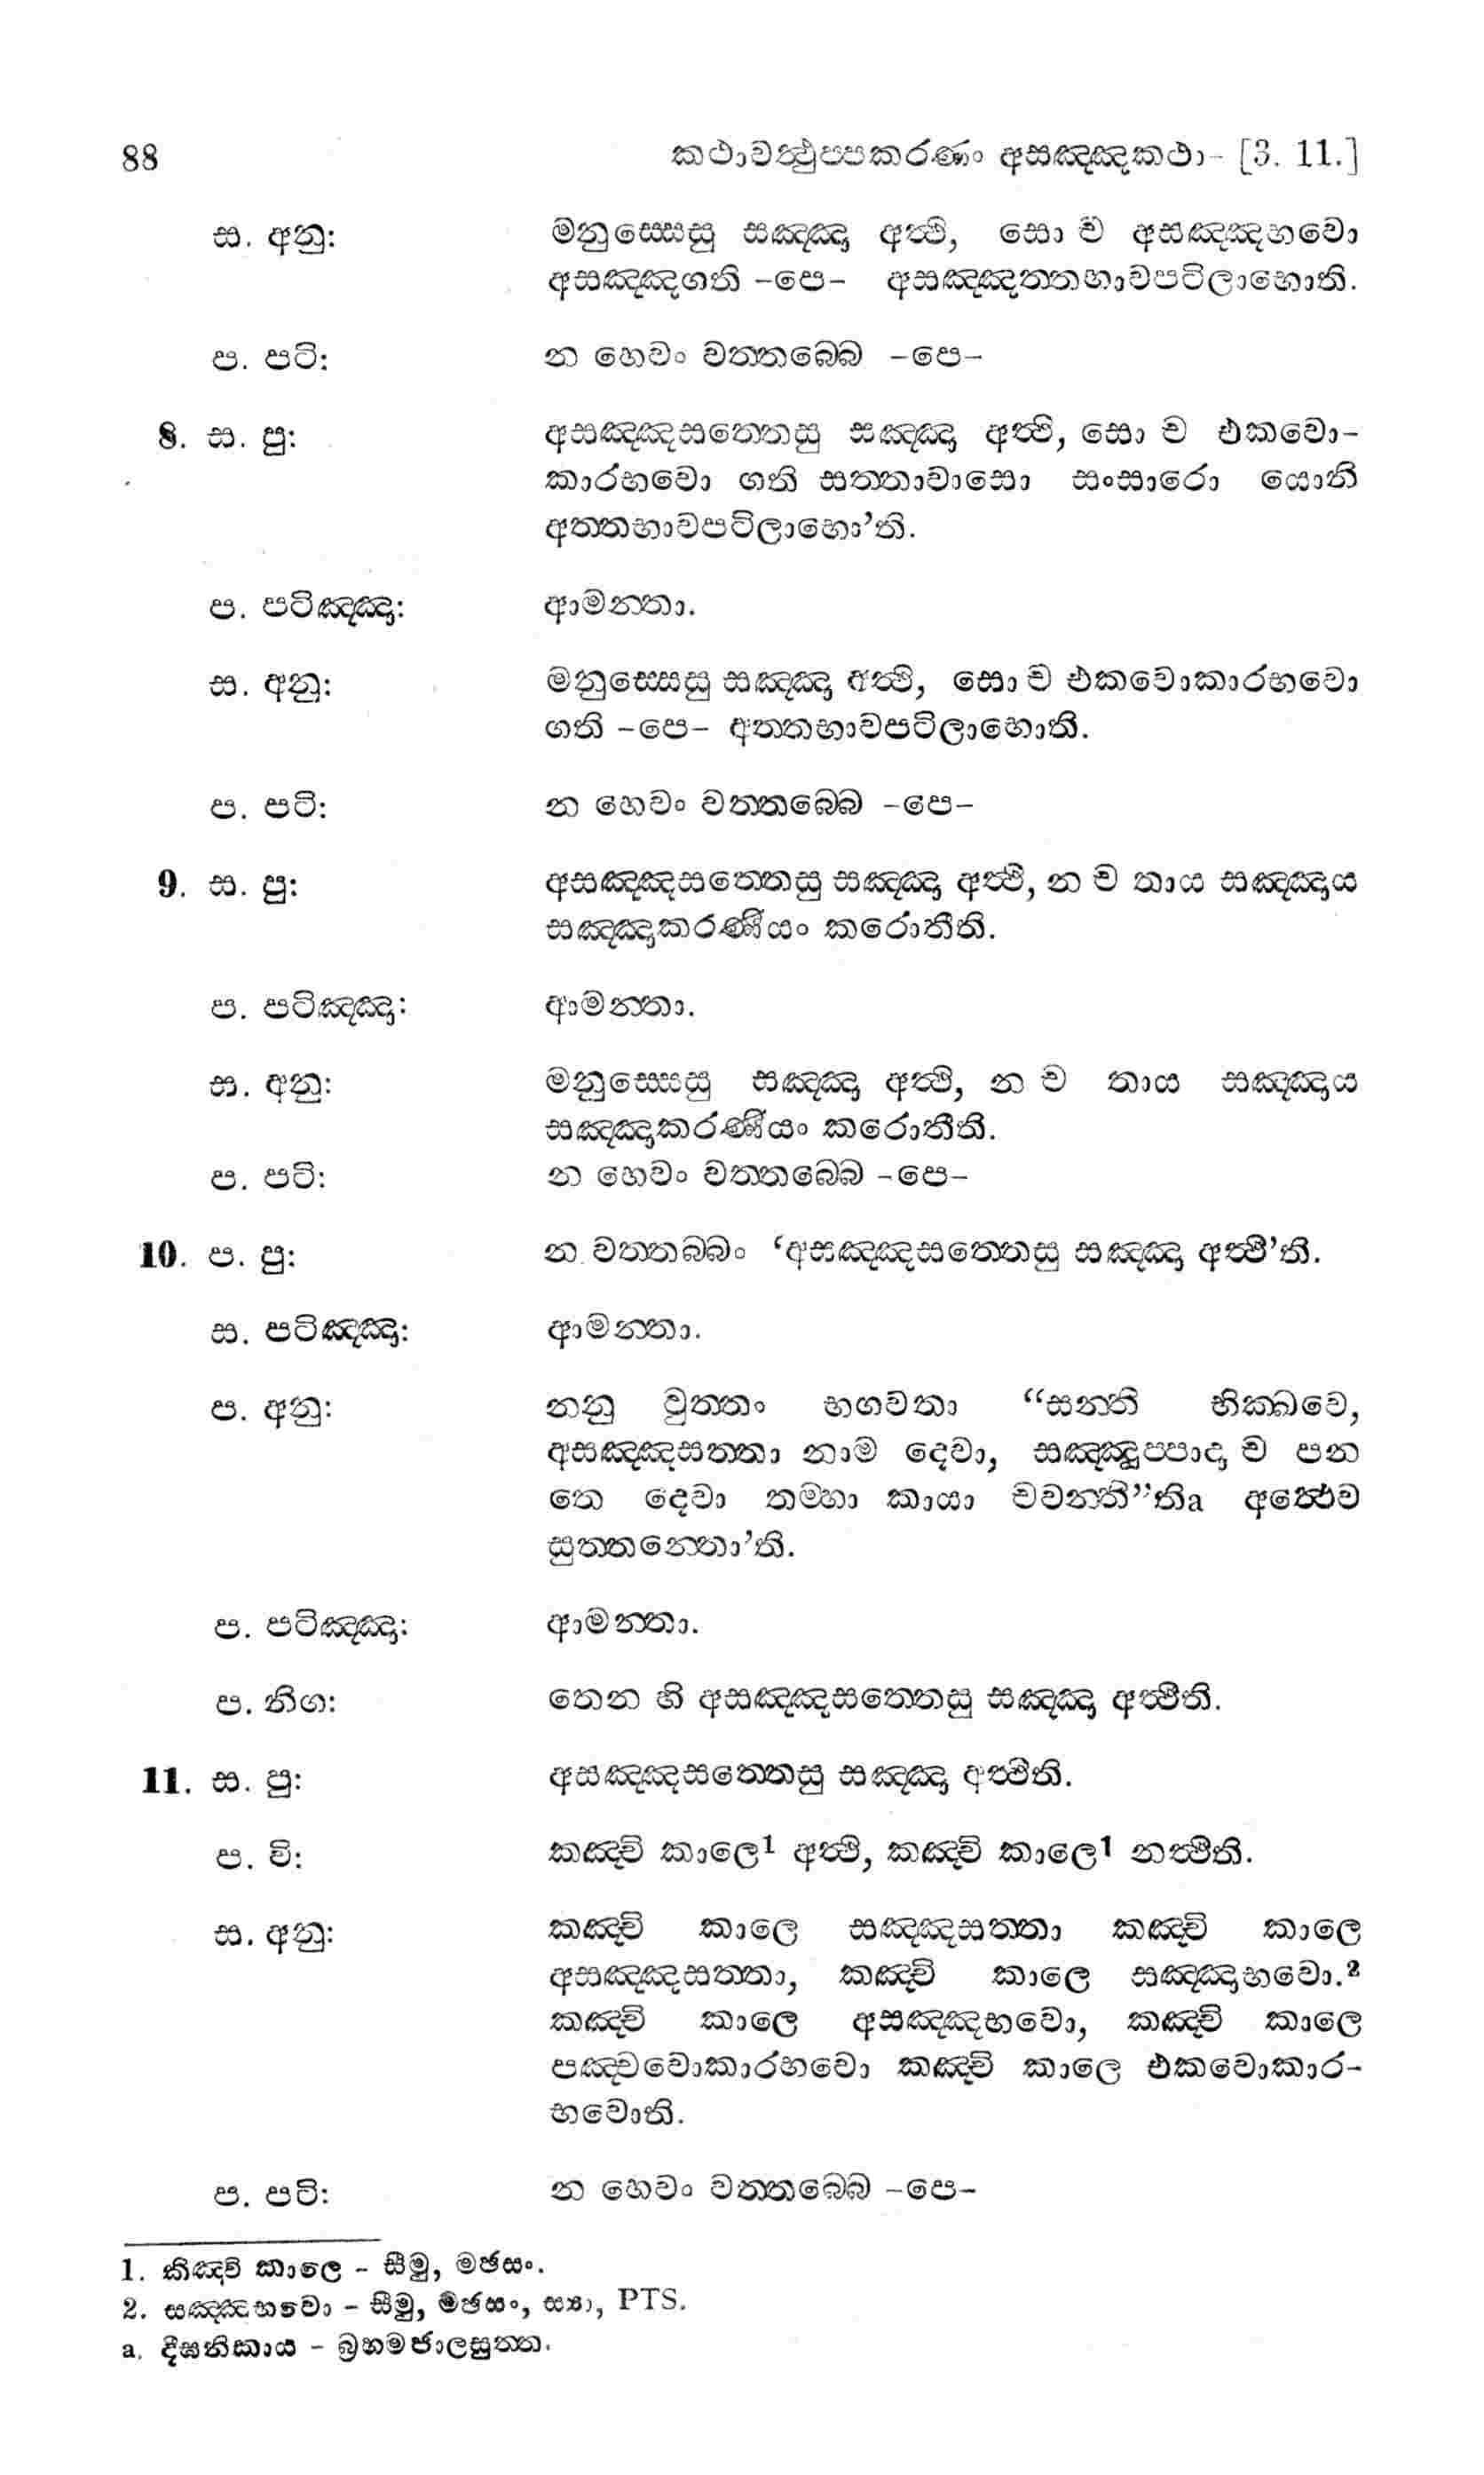 88 කථාවත්ථුප්පකරණං අසඤ්ඤකථා- [3. 11.]
ස. අනු: මනුස්සෙසු සඤ්ඤා අත්ථි, සො ච අසඤ්ඤභවො
අසඤ්ඤගති -පෙ- අසඤ්ඤත්තභාවපටිලාභොති.
ප. පටි: න හෙවං වත්තබ්බෙ -පෙ-
8. ස. පු: අසඤ්ඤසත්තෙසු සඤ්ඤා අත්ථි, සො ච එකවො-
කාරභවො ගති සත්තාවාසො සංසාරො යොනි
අත්තභාවපටිලාභො’ති.
ප. පටිඤ්ඤා: ආමන්තා.
ස. අනු: මනුස්සෙසු සඤ්ඤා අත්ථි, සො ච එකවොකාරභවො
ගති -පෙ- අත්තභාවපටිලාභොති.
ප. පටි: න හෙවං වත්තබ්බෙ -පෙ-
9. ස. පු: අසඤ්ඤසත්තෙසු සඤ්ඤා අත්ථි, න ච තාය සඤ්ඤාය
සඤ්ඤාකරණීයං කරොතීති.
ප. පටිඤ්ඤා: ආමන්තා.
ස. අනු: මනුස්සෙසු සඤ්ඤා අත්ථි, න ච තාය සඤ්ඤාය
සඤ්ඤාකරණීයං කරොතීති.
ප. පටි: න හෙවං වත්තබ්බෙ -පෙ-
10. ප. පු: න වත්තබ්බං ‘අසඤ්ඤසත්තෙසු සඤ්ඤා අත්ථී’ති.
ස. පටිඤ්ඤා: ආමන්තා.
ප. අනු: නනු වුත්තං භගවතා “සන්ති භික්ඛවෙ,
අසඤ්ඤසත්තා නාම දෙවා, සඤ්ඤුප්පාදා ච පන
තෙ දෙවා තම්හා කායා චවන්ති”තිa අත්ථෙව
සුත්තන්තො’ති.
ප. පටිඤ්ඤා: ආමන්තා.
ප. නිග: තෙන හි අසඤ්ඤසත්තෙසු සඤ්ඤා අත්ථීති.
11. ස. පු: අසඤ්ඤසත්තෙසු සඤ්ඤා අත්ථීති.
ප. වි: කඤ්චි කාලෙ1 අත්ථි, කඤ්චි කාලෙ1 නත්ථීති.
ස. අනු: කඤ්චි කාලෙ සඤ්ඤසත්තා කඤ්චි කාලෙ
අසඤ්ඤසත්තා, කඤ්චි කාලෙ සඤ්ඤාභවො.2
කඤ්චි කාලෙ අසඤ්ඤභවො, කඤ්චි කාලෙ
පඤ්චවොකාරභවො කඤ්චි කාලෙ එකවොකාර-
භවොති.
ප. පටි: න හෙවං වත්තබ්බෙ -පෙ-
1. කිඤ්චි කාලෙ - සීමු, මඡසං.
2. සඤ්ඤභවො - සීමු, මඡසං, ස්‍යා, PTS.
a. දීඝනිකාය - බ්‍රහ්මජාලසුත්ත.